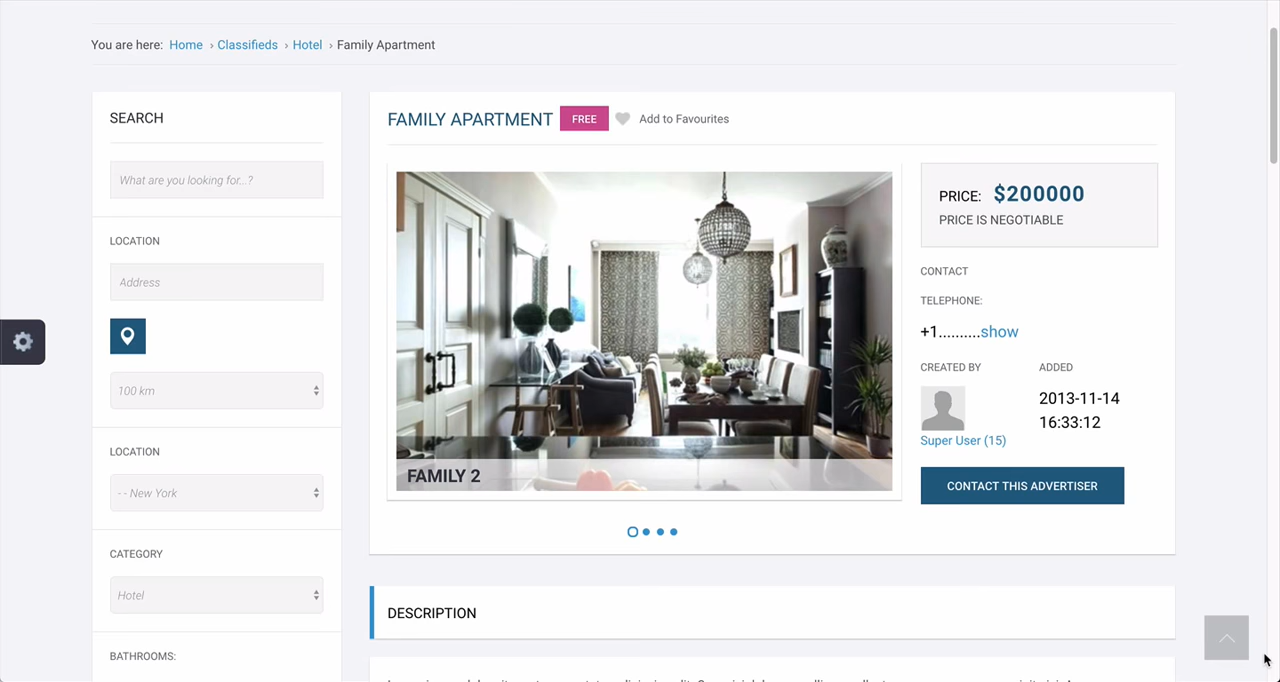 You are here: Home › Classifieds › Hotel › Family Apartment
SEARCH
What are you looking for...?
LOCATION
Address
100 km
LOCATION
- - New York
CATEGORY
Hotel
BATHROOMS:
FAMILY APARTMENT FREE Add to Favourites
FAMILY 2
PRICE: $200000
PRICE IS NEGOTIABLE
CONTACT
TELEPHONE:
+1..........show
CREATED BY
Super User (15)
ADDED
2013-11-14
16:33:12
CONTACT THIS ADVERTISER
DESCRIPTION